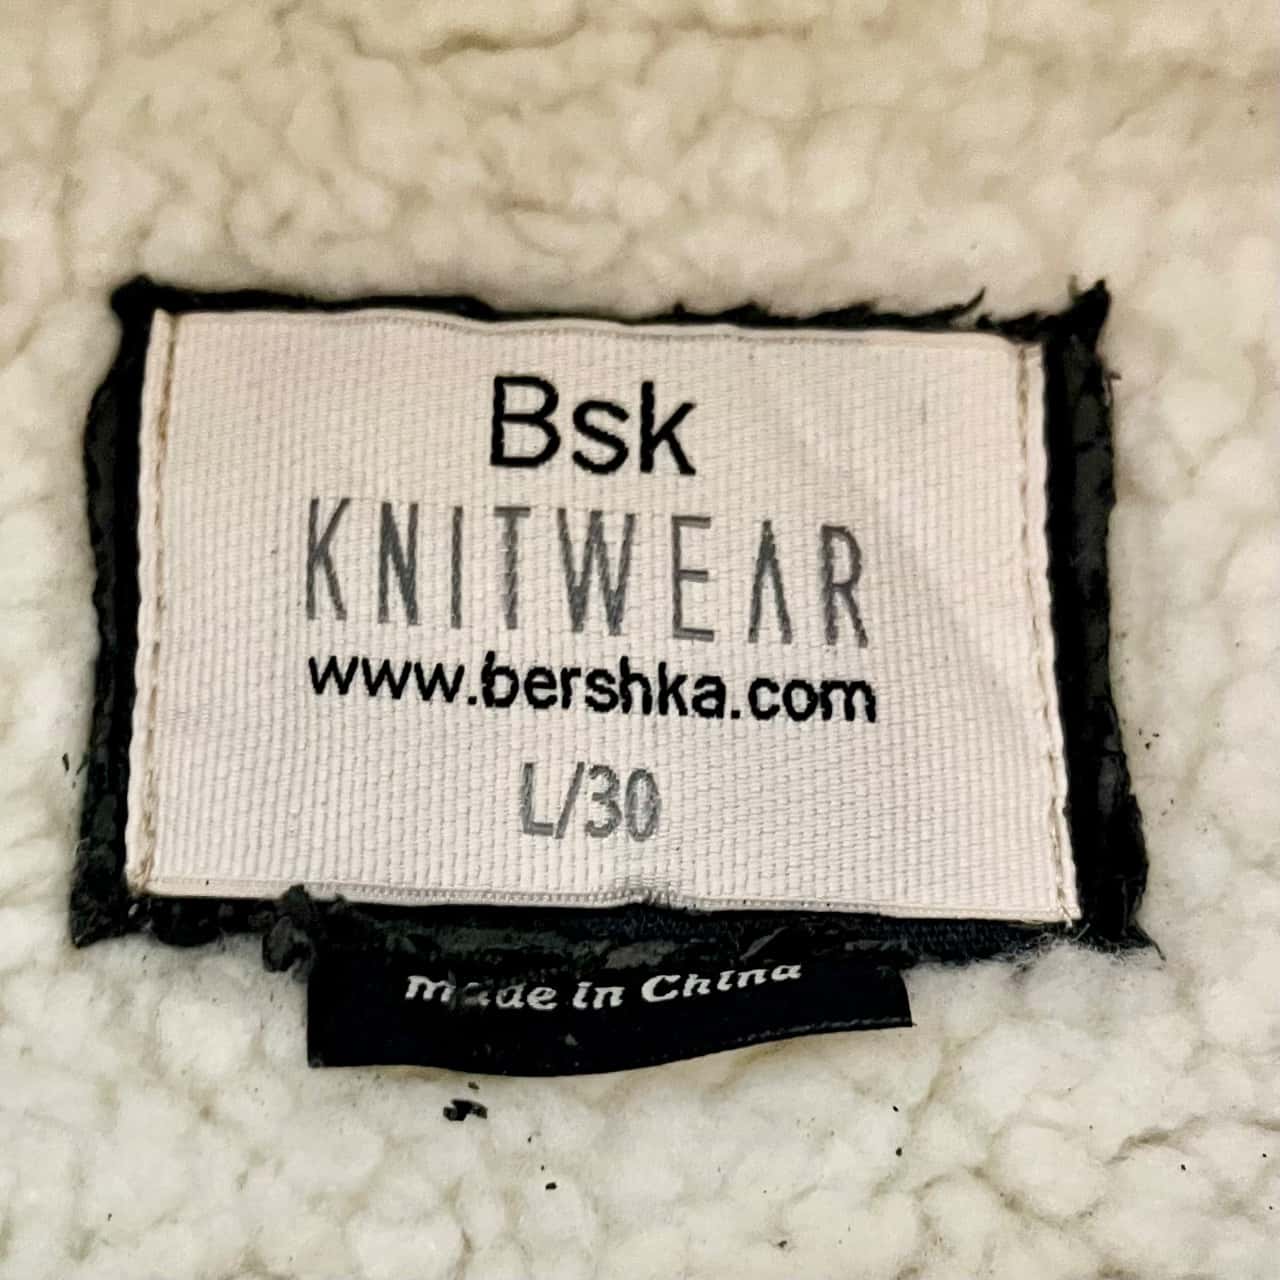 Bsk
KNITWEAR
www.bershka.com
L/30
made in China